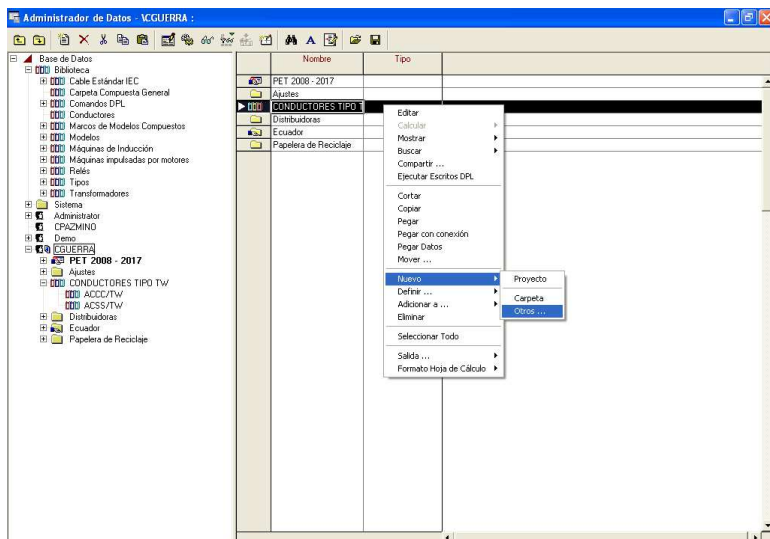 Administrador de Datos - \CGUERRA :
Base de Datos
Biblioteca
Cable Estándar IEC
Carpeta Compuesta General
Comandos DPL
Conductores
Marcos de Modelos Compuestos
Modelos
Máquinas de Inducción
Máquinas impulsadas por motores
Relés
Tipos
Transformadores
Sistema
Administrator
CPAZMINO
Demo
CGUERRA
PET 2008 - 2017
Ajustes
CONDUCTORES TIPO TW
ACCC/TW
ACSS/TW
Distribuidoras
Ecuador
Papelera de Reciclaje
Nombre Tipo
PET 2008 - 2017
Ajustes
CONDUCTORES TIPO T
Distribuidoras
Ecuador
Papelera de Reciclaje
Editar
Calcular
Mostrar
Buscar
Compartir ...
Ejecutar Escritos DPL
Cortar
Copiar
Pegar
Pegar con conexión
Pegar Datos
Mover ...
Nuevo
Definir ...
Adicionar a ...
Eliminar
Seleccionar Todo
Salida ...
Formato Hoja de Cálculo
Proyecto
Carpeta
Otros ...